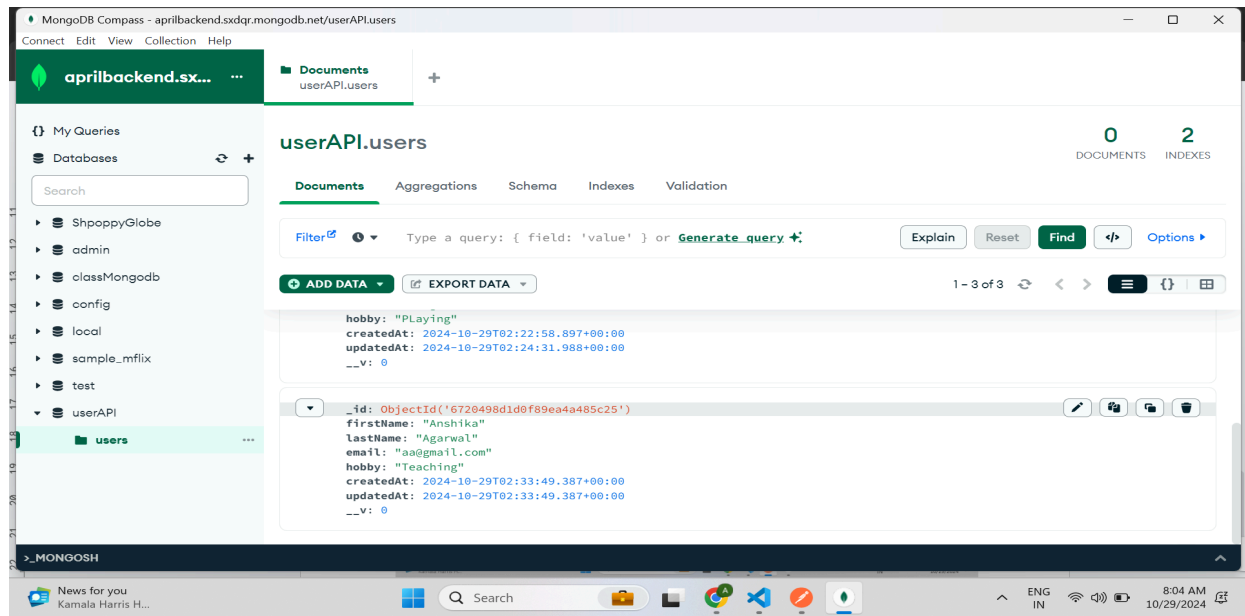 MongoDB Compass - aprilbackend.sxdqr.mongodb.net/userAPI.users
Connect Edit View Collection Help
aprilbackend.sx... ...
Documents
userAPI.users
{} My Queries
Databases
Search
ShpoppyGlobe
admin
classMongodb
config
local
sample_mflix
test
userAPI
users ...
userAPI.users
0 DOCUMENTS
2 INDEXES
Documents Aggregations Schema Indexes Validation
Filter Type a query: { field: 'value' } or Generate query Explain Reset Find </> Options
ADD DATA EXPORT DATA 1 – 3 of 3 {}
hobby: "PLaying"
createdAt: 2024-10-29T02:22:58.897+00:00
updatedAt: 2024-10-29T02:24:31.988+00:00
__v: 0
_id: ObjectId('6720498d1d0f89ea4a485c25')
firstName: "Anshika"
lastName: "Agarwal"
email: "aa@gmail.com"
hobby: "Teaching"
createdAt: 2024-10-29T02:33:49.387+00:00
updatedAt: 2024-10-29T02:33:49.387+00:00
__v: 0
>_MONGOSH
News for you
Kamala Harris H...
Search
ENG
IN
8:04 AM
10/29/2024